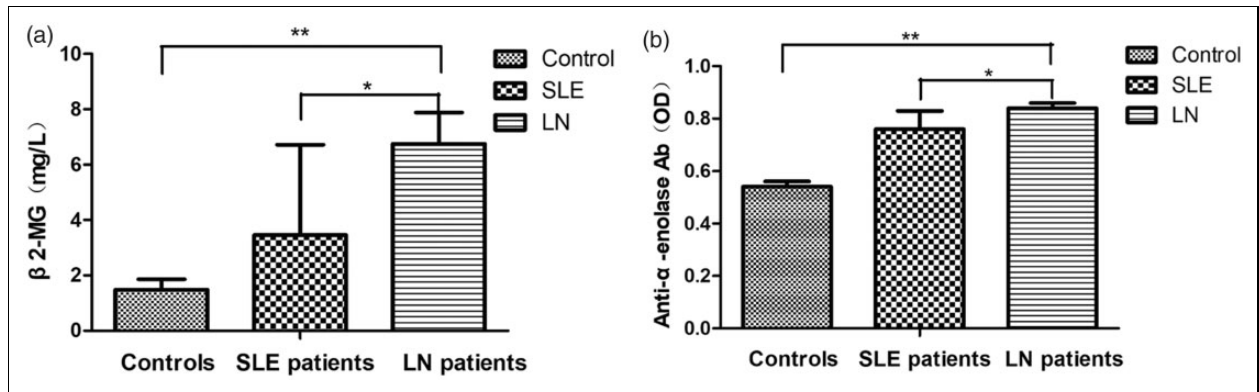 (a)
β 2-MG (mg/L)
10
8
6
4
2
0
**
*
Control
SLE
LN
Controls
SLE patients
LN patients
(b)
Anti-α -enolase Ab (OD)
1.0
0.8
0.6
0.4
0.2
0.0
**
*
Control
SLE
LN
Controls
SLE patients
LN patients